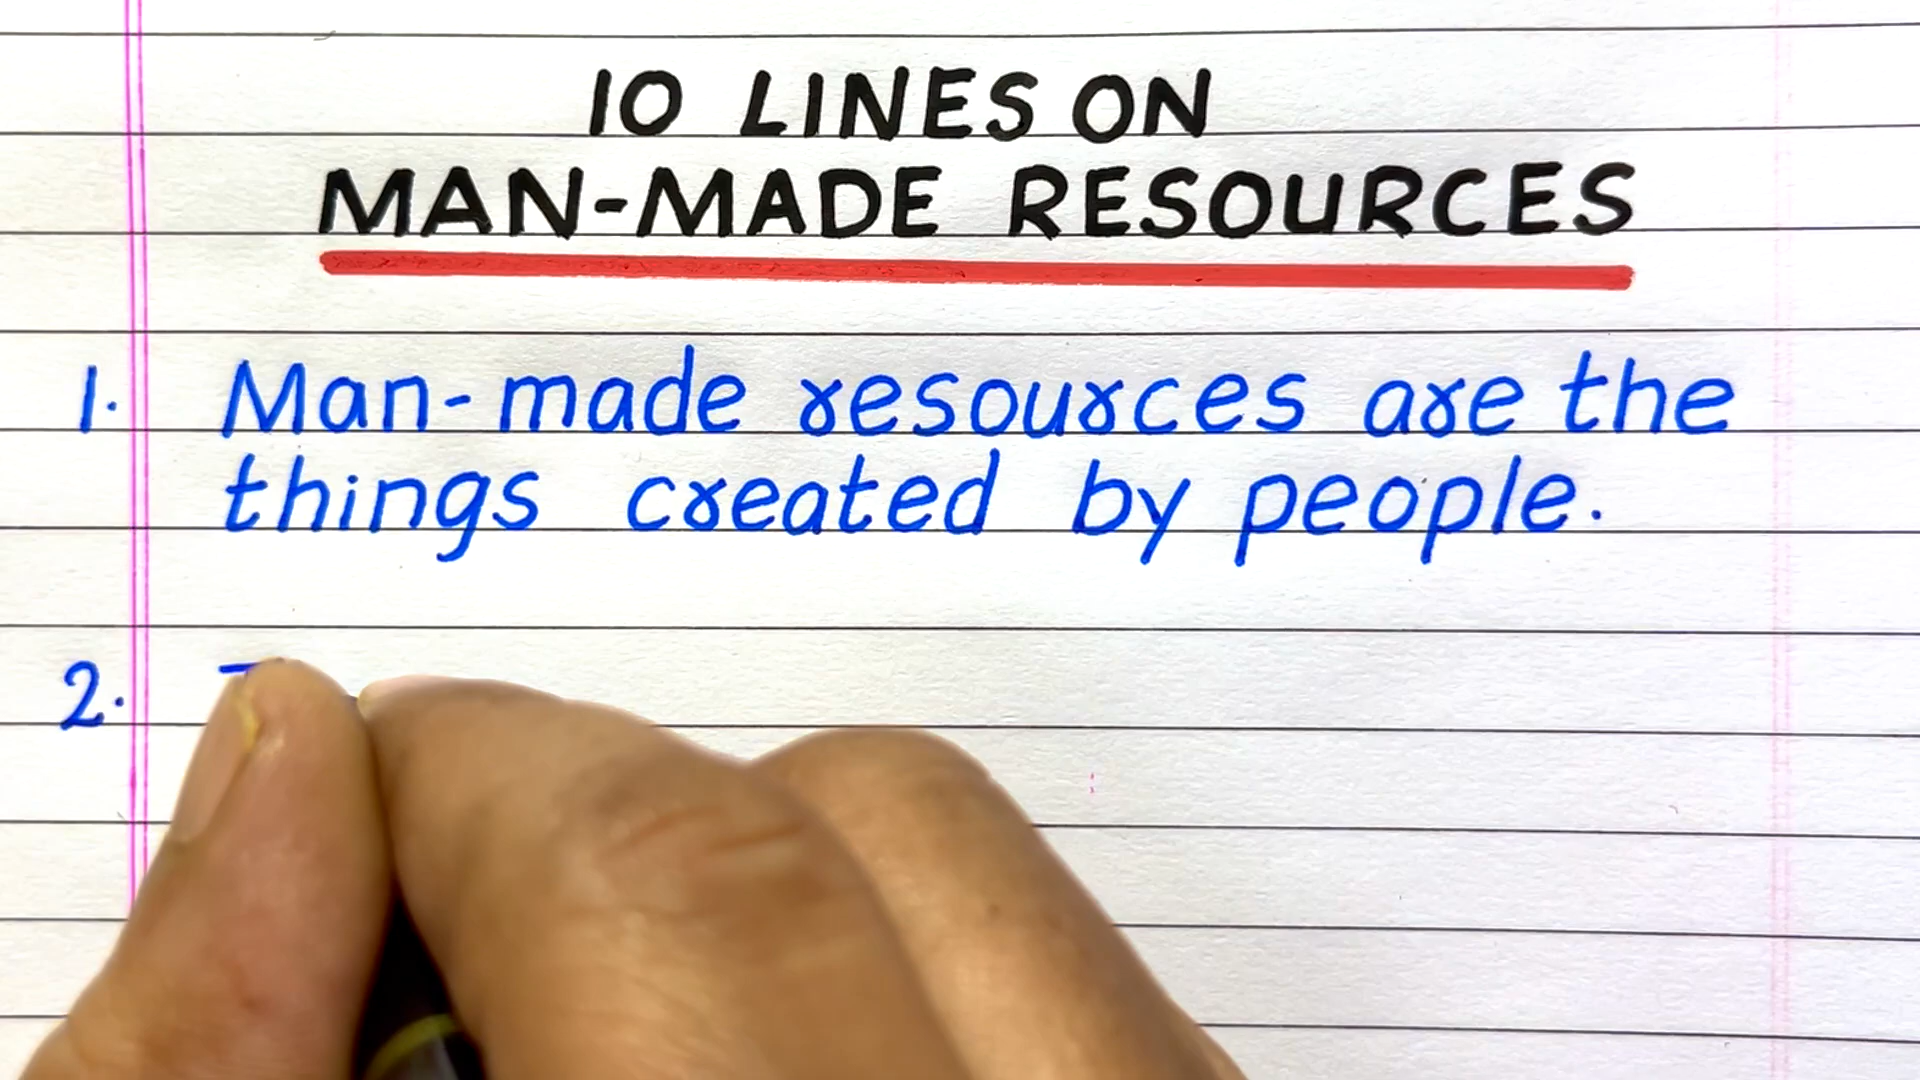 10 LINES ON
MAN-MADE RESOURCES
1. Man-made resources are the
things created by people.
2.